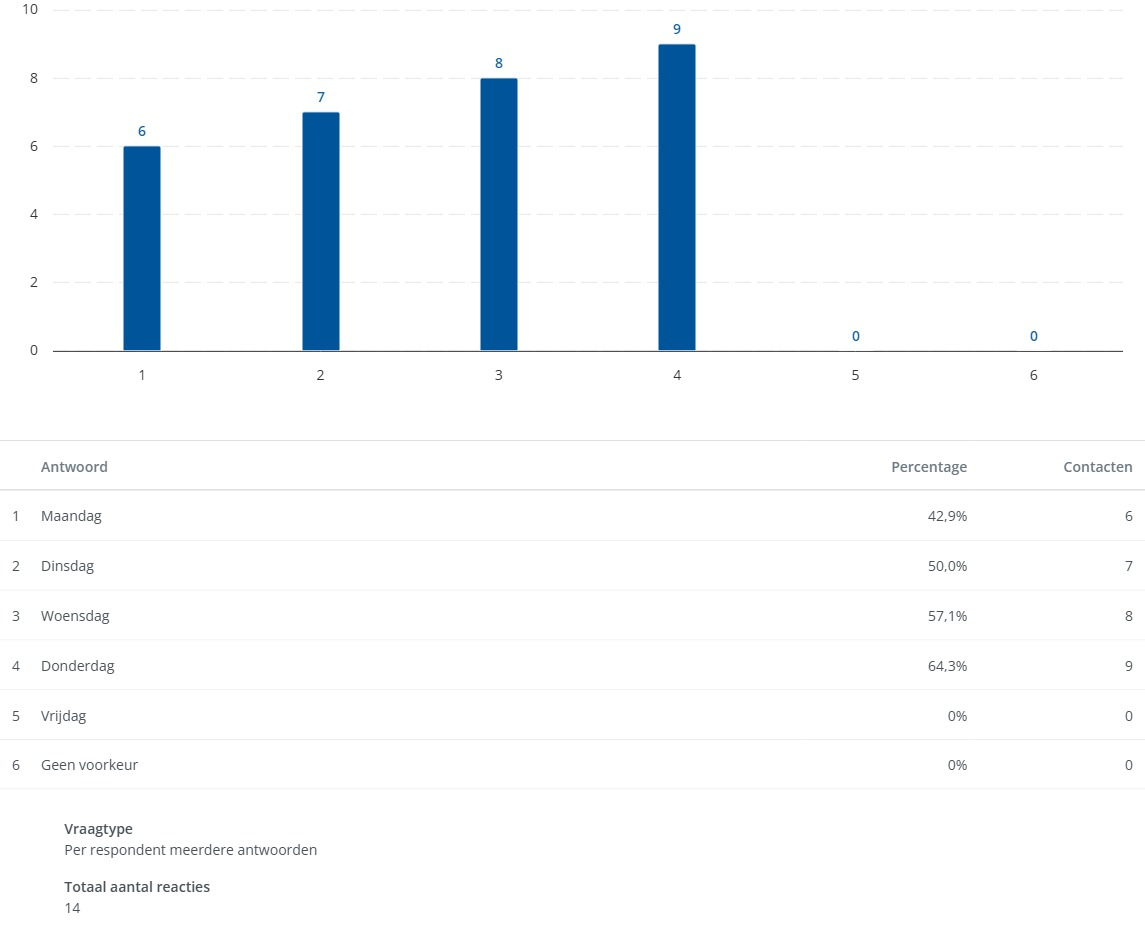 10
9
8
8
7
6
6
4
2
0
0
0
1 2 3 4 5 6
Antwoord Percentage Contacten
1 Maandag 42,9% 6
2 Dinsdag 50,0% 7
3 Woensdag 57,1% 8
4 Donderdag 64,3% 9
5 Vrijdag 0% 0
6 Geen voorkeur 0% 0
Vraagtype
Per respondent meerdere antwoorden
Totaal aantal reacties
14